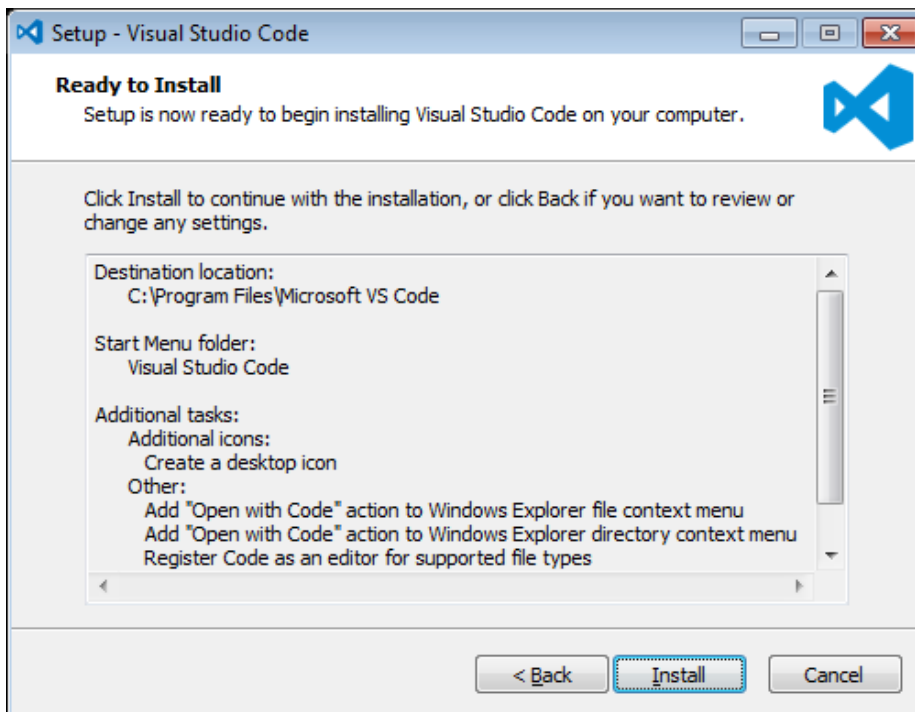 Setup - Visual Studio Code
Ready to Install
Setup is now ready to begin installing Visual Studio Code on your computer.
Click Install to continue with the installation, or click Back if you want to review or
change any settings.
Destination location:
C:\Program Files\Microsoft VS Code
Start Menu folder:
Visual Studio Code
Additional tasks:
Additional icons:
Create a desktop icon
Other:
Add "Open with Code" action to Windows Explorer file context menu
Add "Open with Code" action to Windows Explorer directory context menu
Register Code as an editor for supported file types
< Back Install Cancel